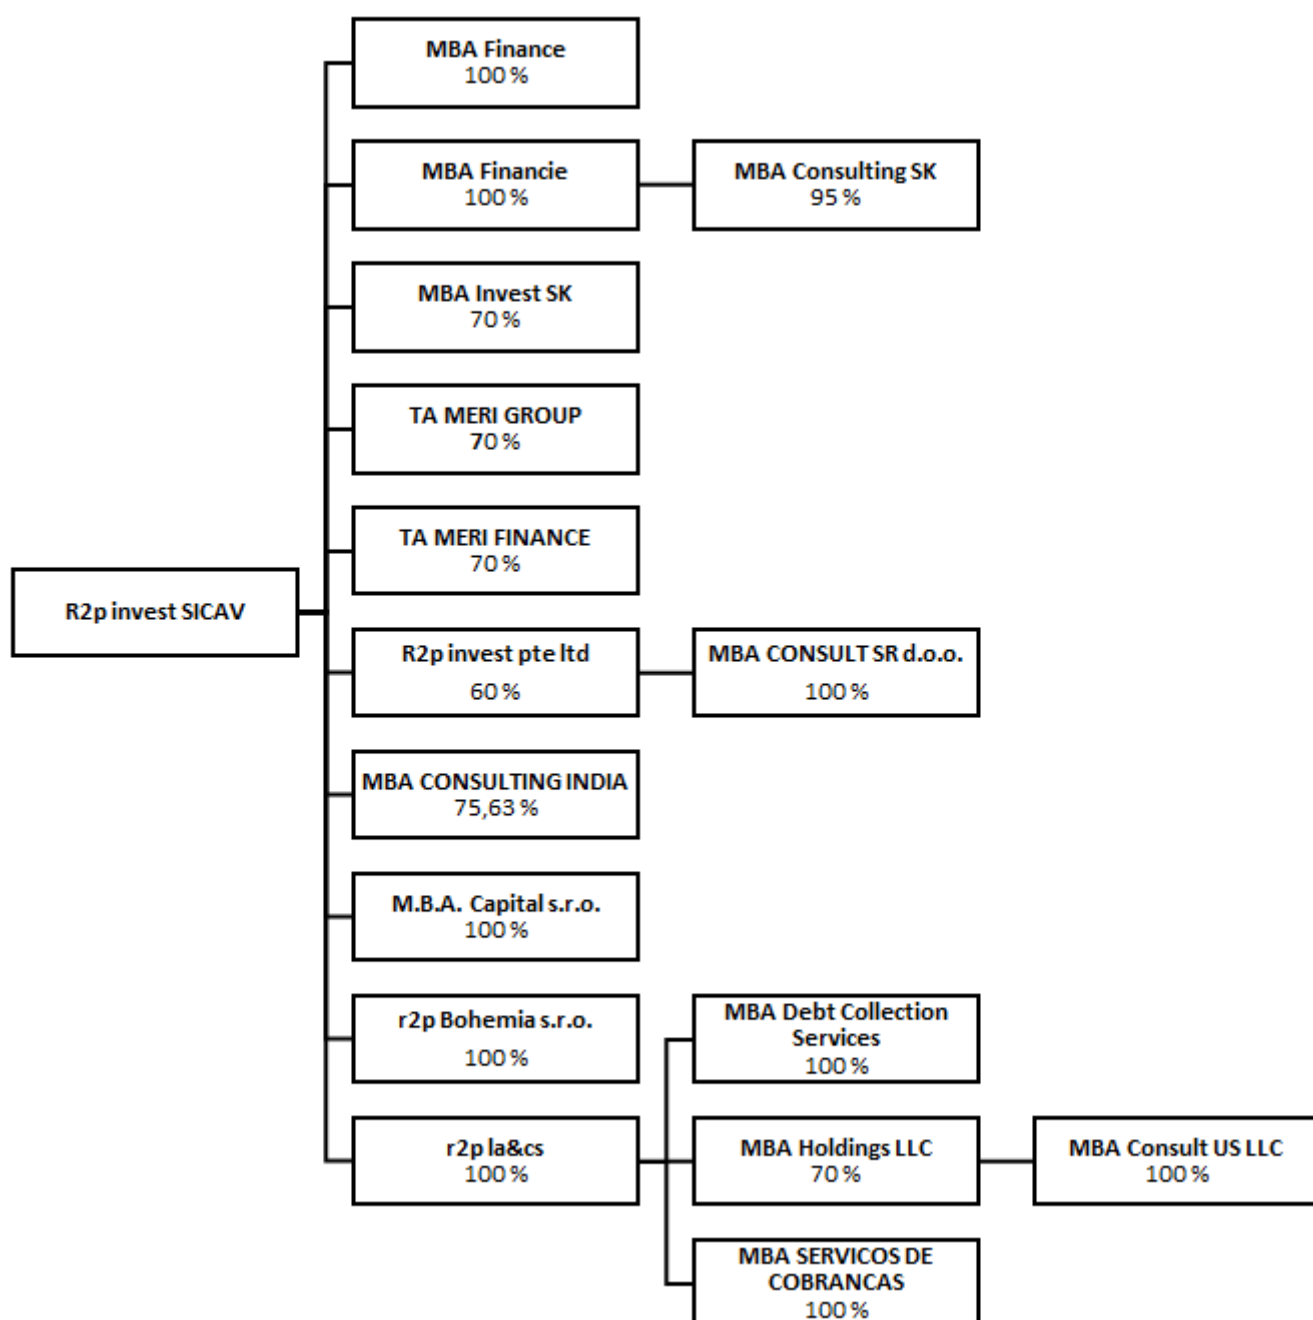 MBA Finance
100 %
MBA Financie
100 %
MBA Consulting SK
95 %
MBA Invest SK
70 %
TA MERI GROUP
70 %
TA MERI FINANCE
70 %
R2p invest SICAV
R2p invest pte ltd
60 %
MBA CONSULT SR d.o.o.
100 %
MBA CONSULTING INDIA
75,63 %
M.B.A. Capital s.r.o.
100 %
r2p Bohemia s.r.o.
100 %
MBA Debt Collection
Services
100 %
r2p la&cs
100 %
MBA Holdings LLC
70 %
MBA Consult US LLC
100 %
MBA SERVICOS DE
COBRANCAS
100 %